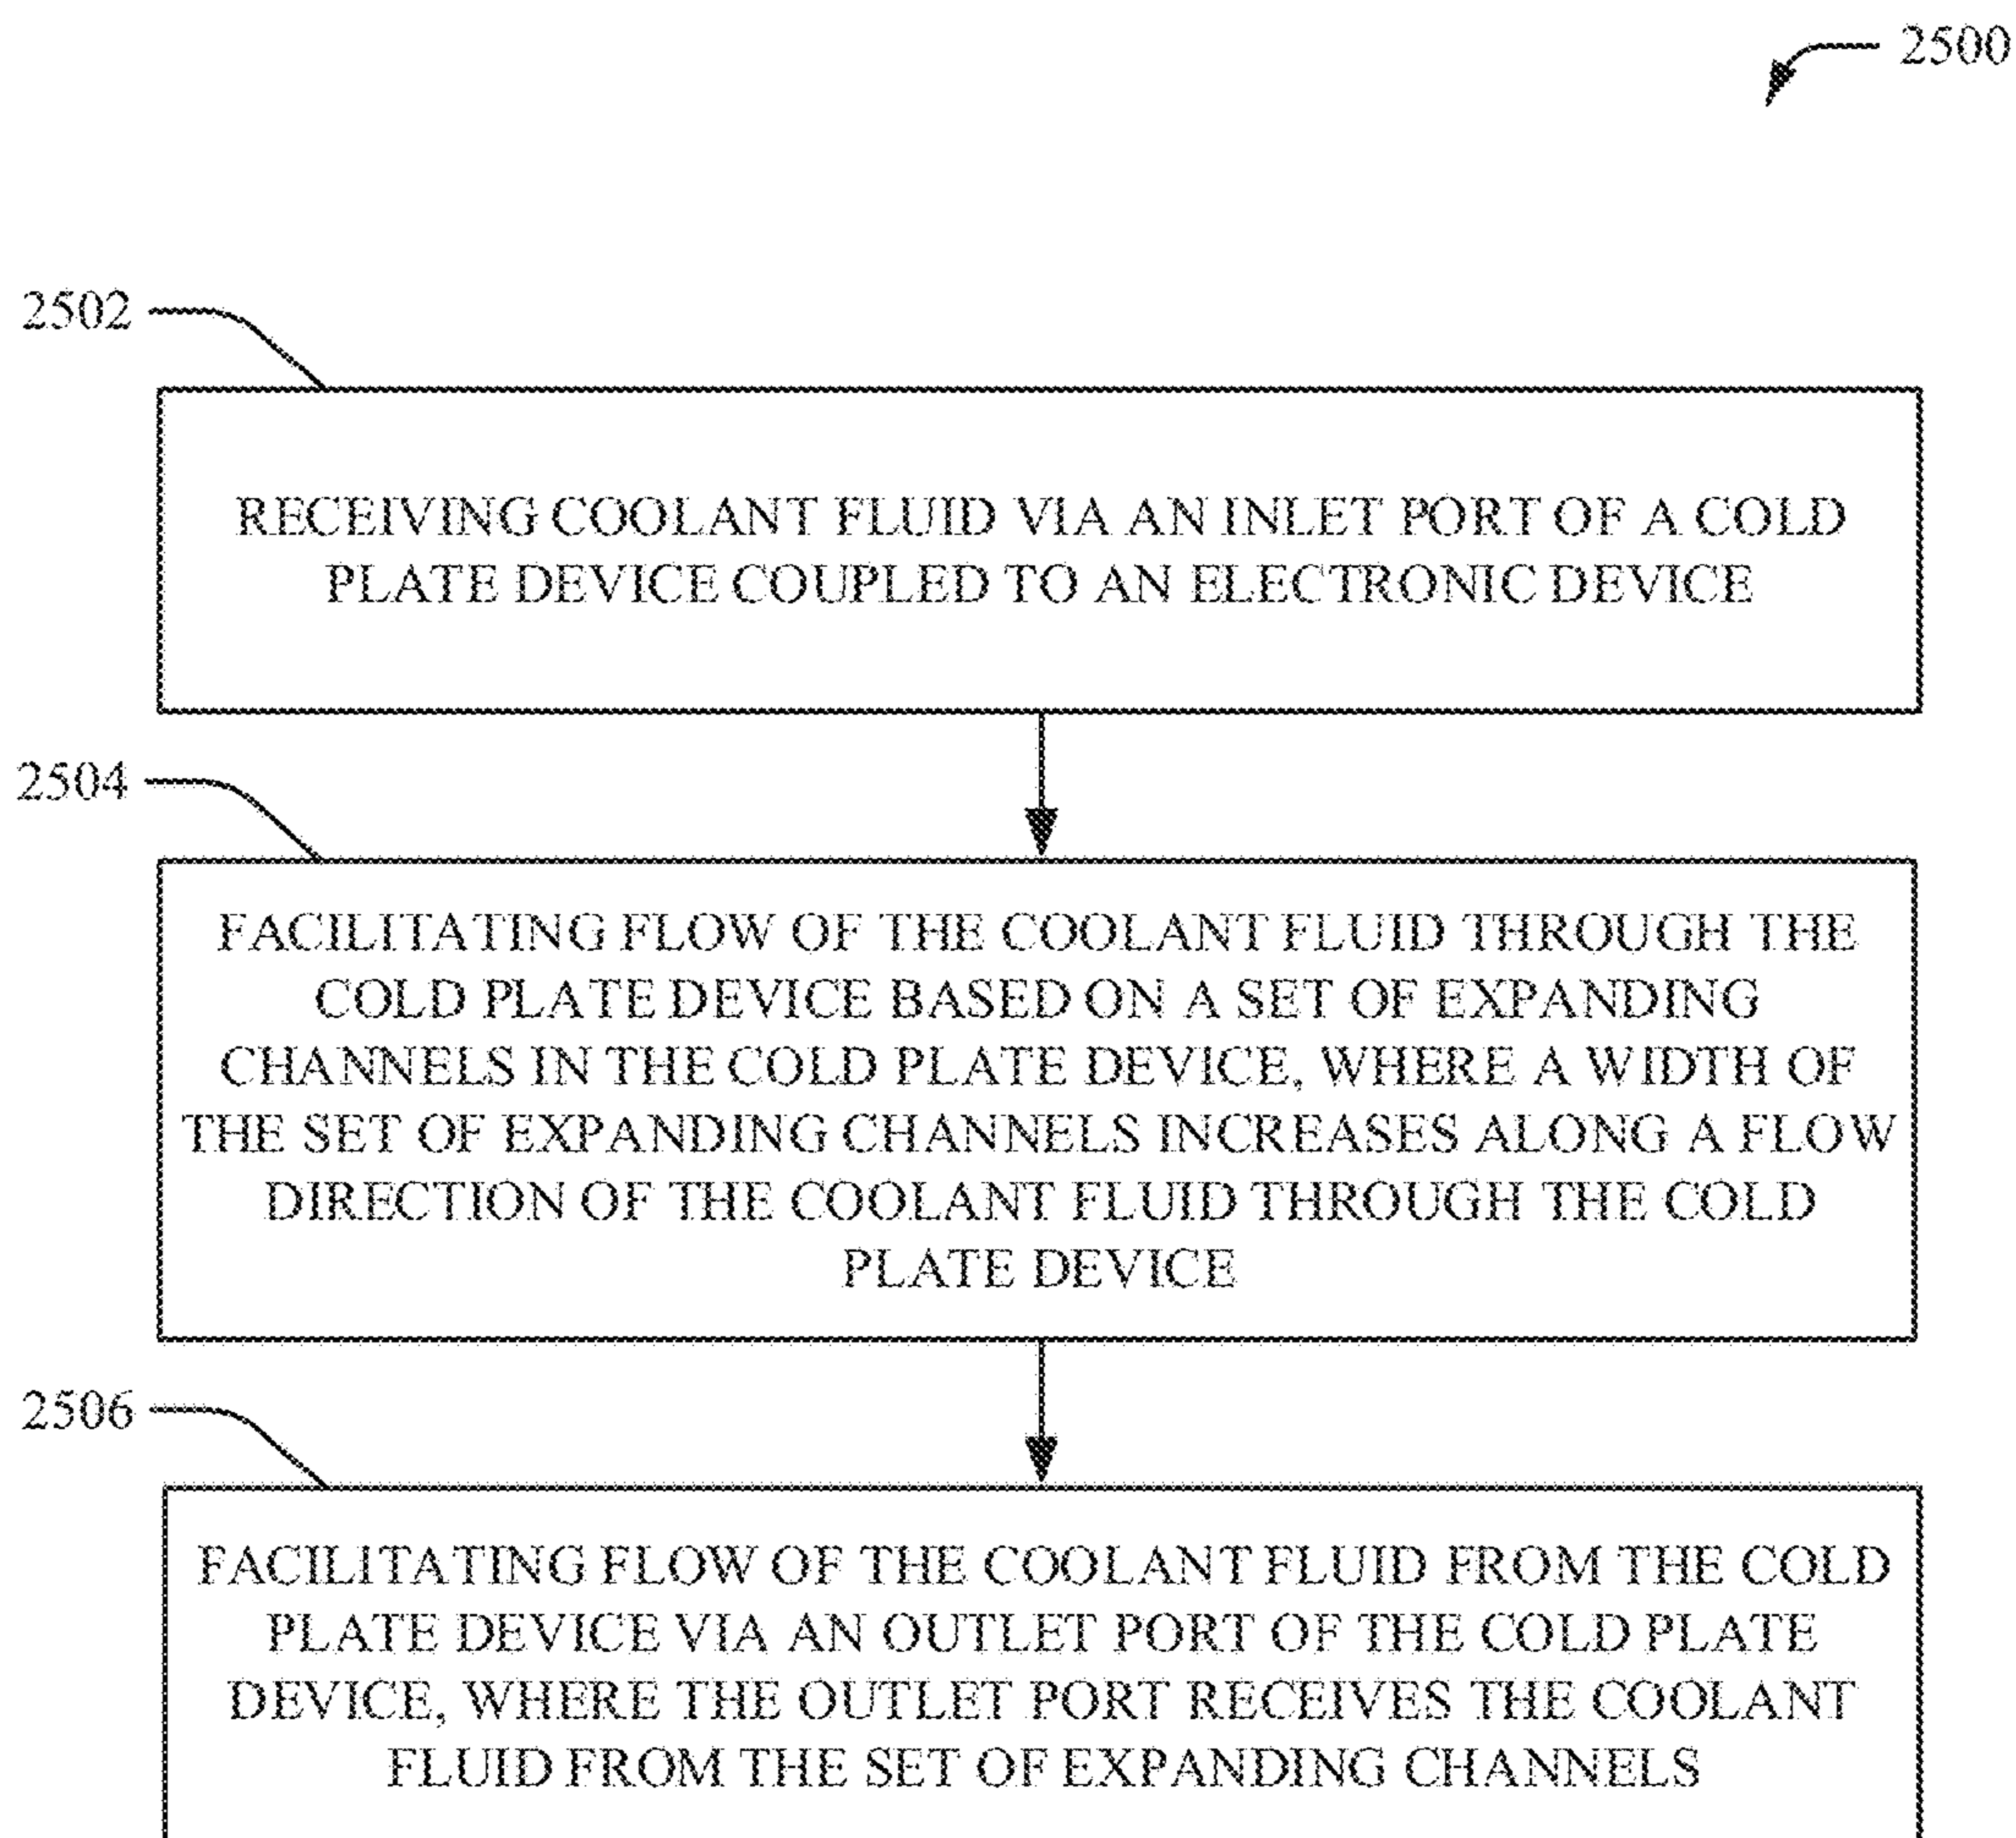 2500
2502
RECEIVING COOLANT FLUID VIA AN INLET PORT OF A COLD
PLATE DEVICE COUPLED TO AN ELECTRONIC DEVICE
2504
FACILITATING FLOW OF THE COOLANT FLUID THROUGH THE
COLD PLATE DEVICE BASED ON A SET OF EXPANDING
CHANNELS IN THE COLD PLATE DEVICE, WHERE A WIDTH OF
THE SET OF EXPANDING CHANNELS INCREASES ALONG A FLOW
DIRECTION OF THE COOLANT FLUID THROUGH THE COLD
PLATE DEVICE
2506
FACILITATING FLOW OF THE COOLANT FLUID FROM THE COLD
PLATE DEVICE VIA AN OUTLET PORT OF THE COLD PLATE
DEVICE, WHERE THE OUTLET PORT RECEIVES THE COOLANT
FLUID FROM THE SET OF EXPANDING CHANNELS